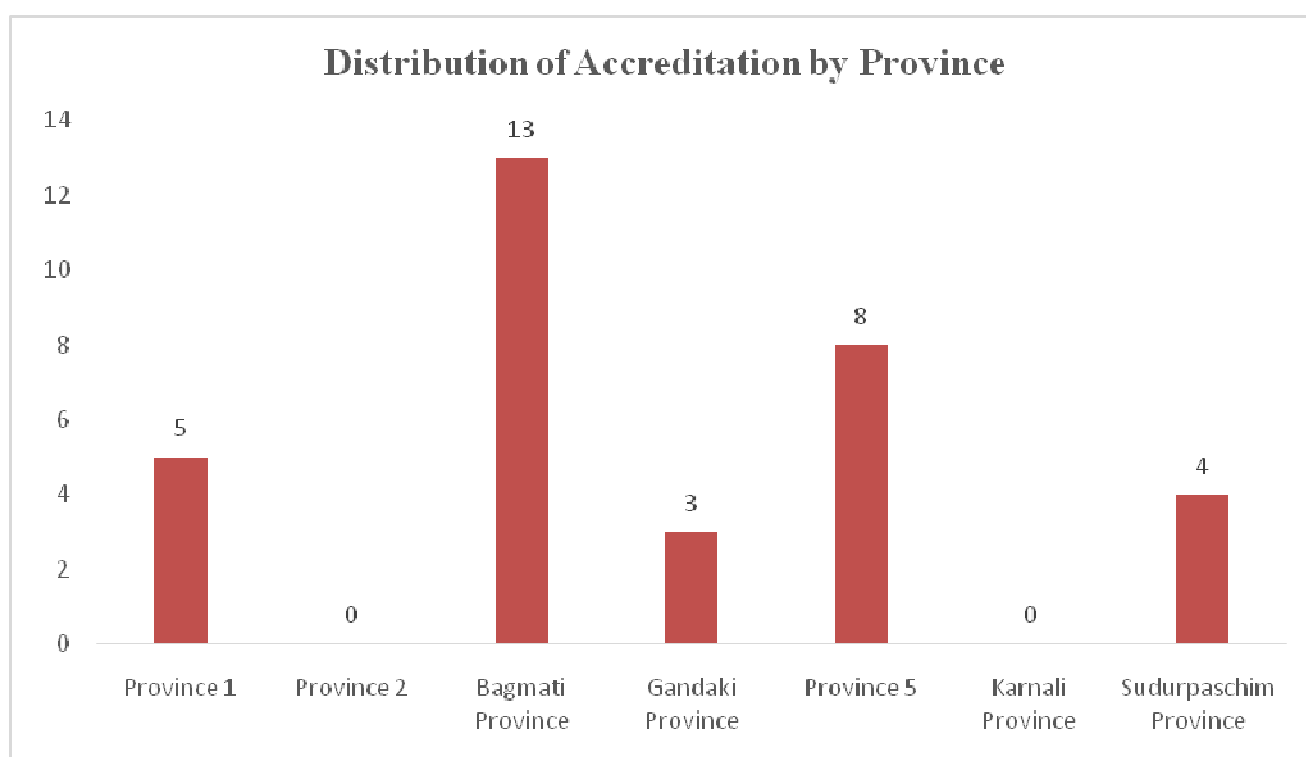 Distribution of Accreditation by Province
14
12
10
8
6
4
2
0
5
0
13
3
8
0
4
Province 1
Province 2
Bagmati
Province
Gandaki
Province
Province 5
Karnali
Province
Sudurpaschim
Province